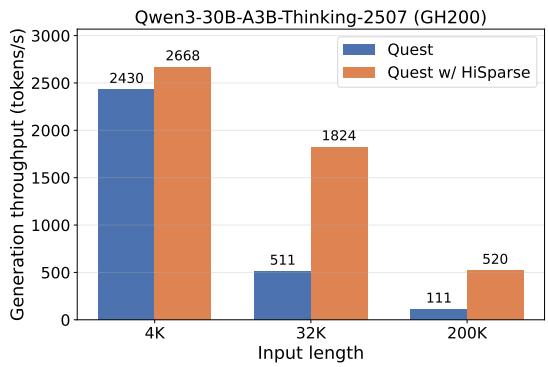 Qwen3-30B-A3B-Thinking-2507 (GH200)
Generation throughput (tokens/s)
3000
2500
2000
1500
1000
500
0
Quest
Quest w/ HiSparse
2430
2668
511
1824
111
520
4K
32K
200K
Input length